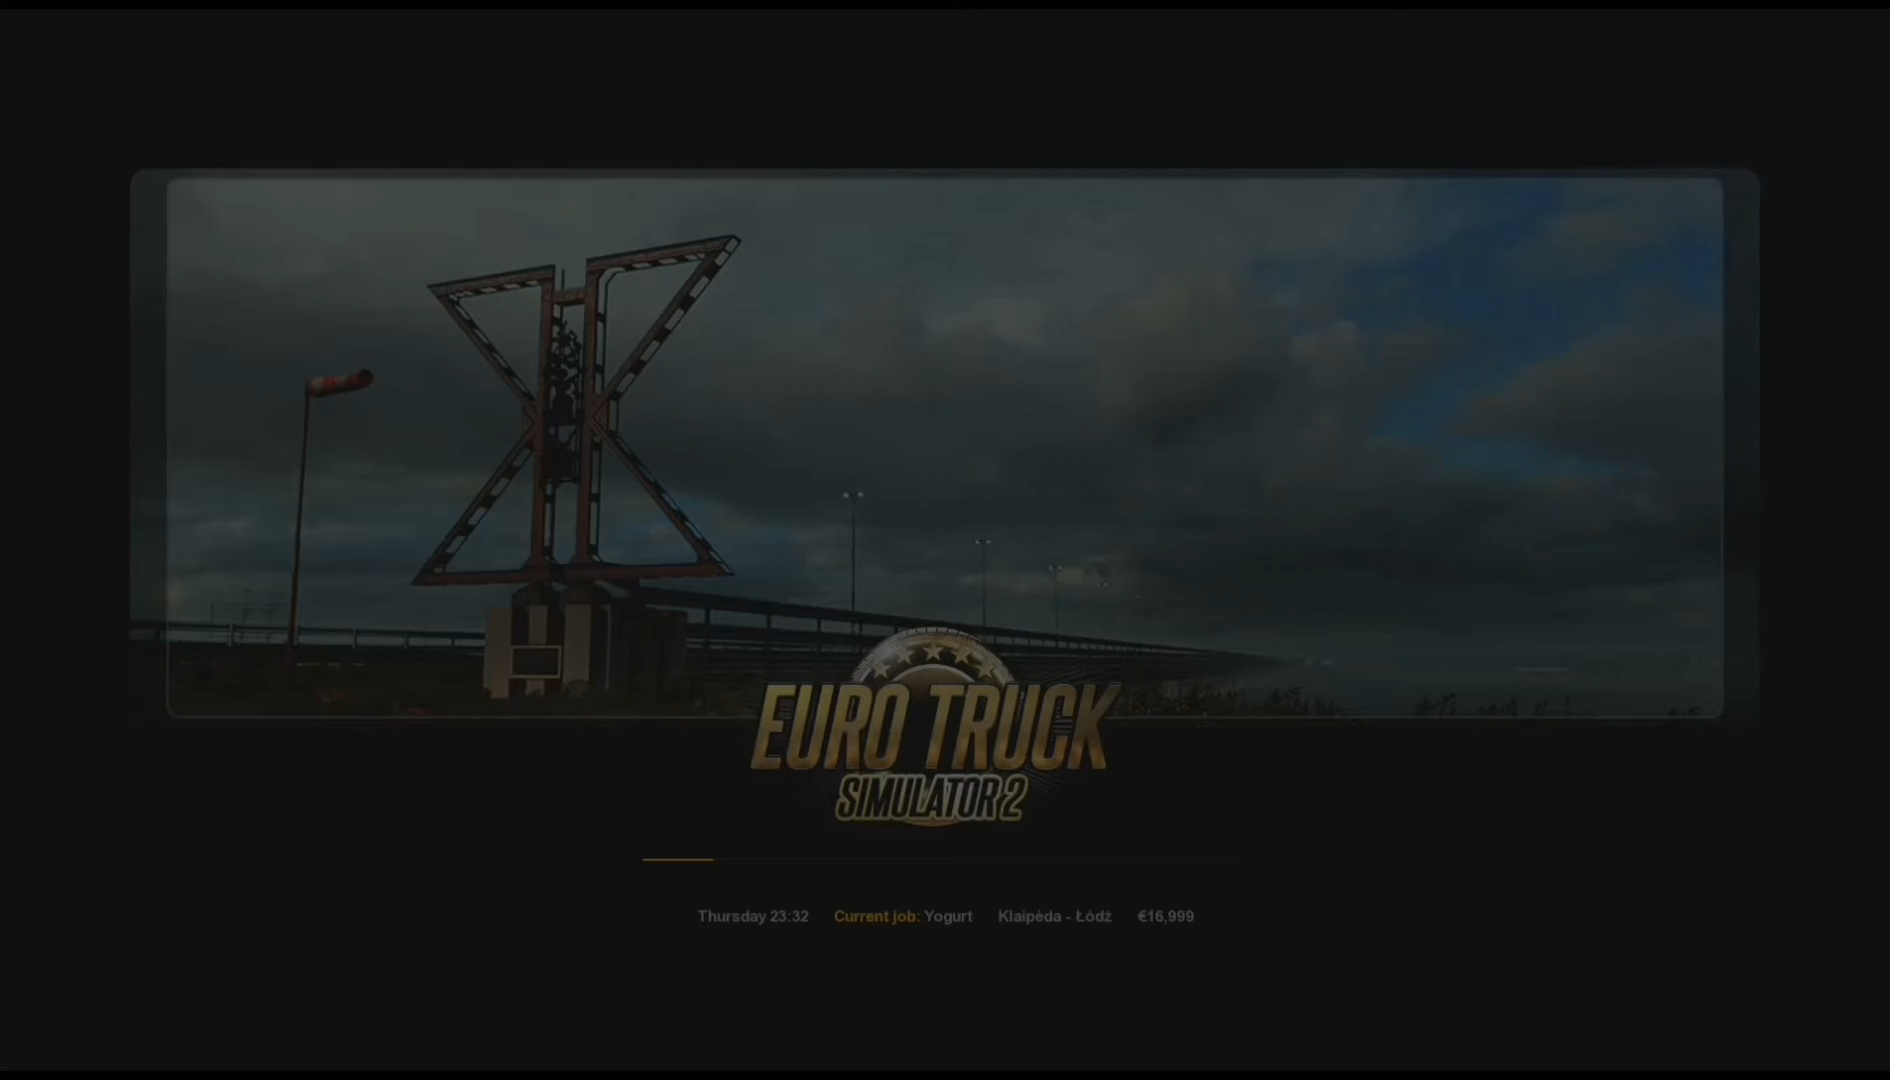 EURO TRUCK
SIMULATOR 2
Thursday 23:32 Current job: Yogurt Klaipėda - Łódź €16,999